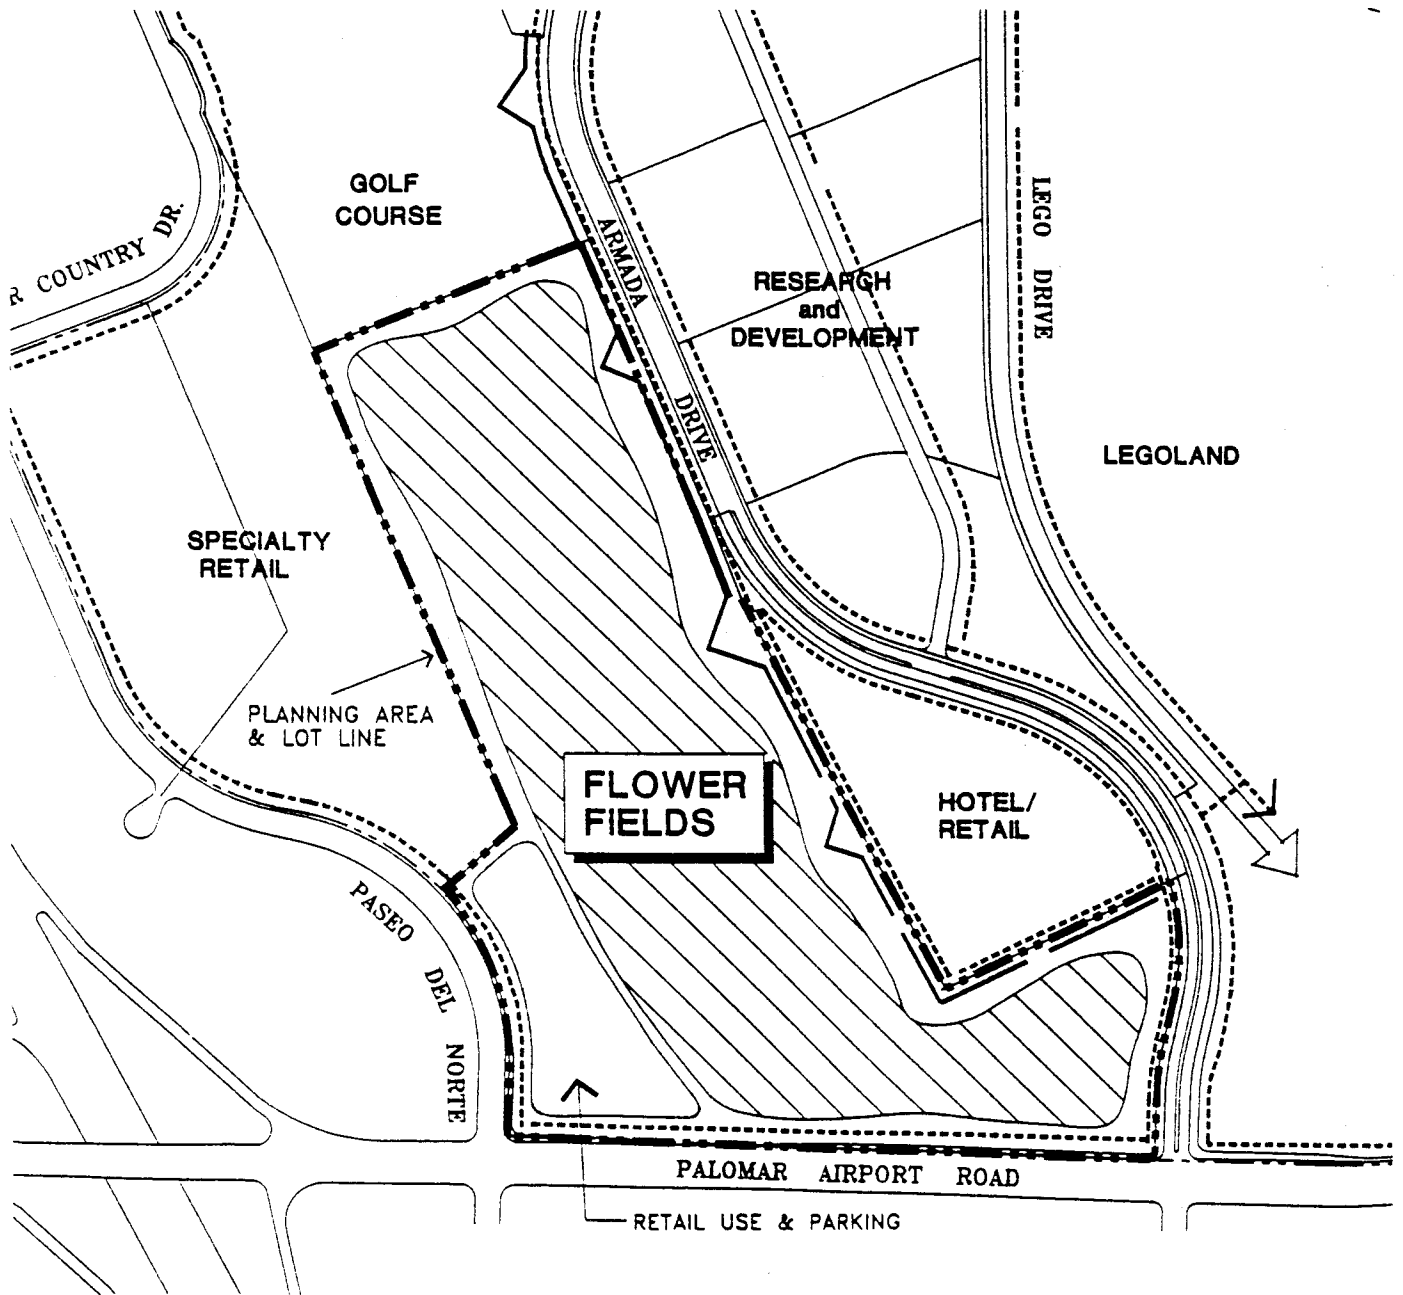 GOLF
COURSE
R COUNTRY DR.
ARMADA DRIVE
LEGO DRIVE
RESEARCH
and
DEVELOPMENT
LEGOLAND
SPECIALTY
RETAIL
PLANNING AREA
& LOT LINE
FLOWER
FIELDS
HOTEL/
RETAIL
PASEO DEL NORTE
PALOMAR AIRPORT ROAD
RETAIL USE & PARKING